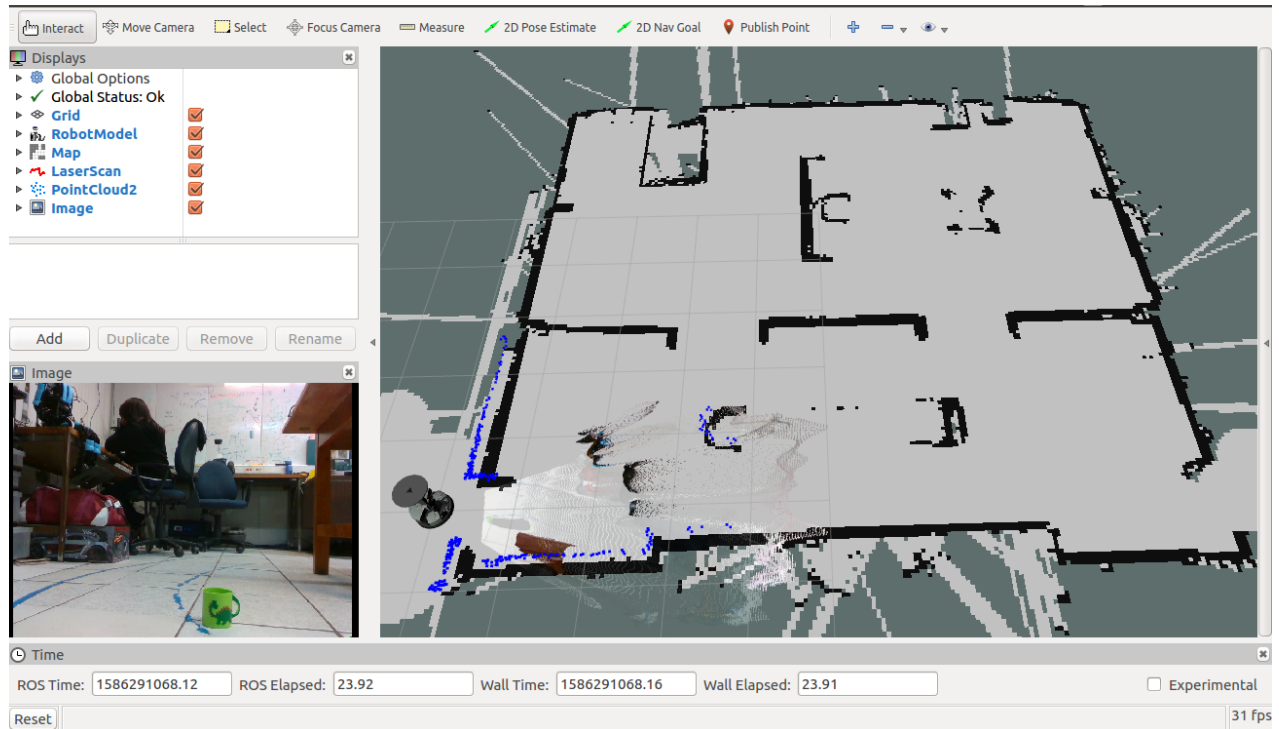 Interact Move Camera Select Focus Camera Measure 2D Pose Estimate 2D Nav Goal Publish Point
Displays
Global Options
Global Status: Ok
Grid
RobotModel
Map
LaserScan
PointCloud2
Image
Add Duplicate Remove Rename
Image
Time
ROS Time: 1586291068.12 ROS Elapsed: 23.92 Wall Time: 1586291068.16 Wall Elapsed: 23.91 Experimental
Reset 31 fps